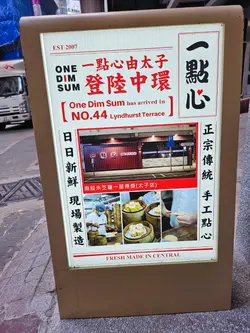 EST 2007
ONE
DIM
SUM
一點心由太子
登陸中環
一點心
[ One Dim Sum has arrived in
NO.44 Lyndhurst Terrace ]
日日新鮮 現場製造
正宗傳統 手工點心
FRESH MADE IN CENTRAL